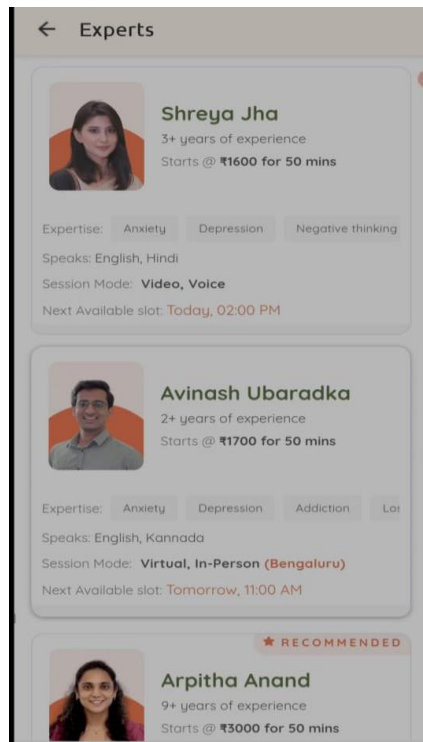 ← Experts
Shreya Jha
3+ years of experience
Starts @ ₹1600 for 50 mins
Expertise: Anxiety Depression Negative thinking
Speaks: English, Hindi
Session Mode: Video, Voice
Next Available slot: Today, 02:00 PM
Avinash Ubaradka
2+ years of experience
Starts @ ₹1700 for 50 mins
Expertise: Anxiety Depression Addiction
Speaks: English, Kannada
Session Mode: Virtual, In-Person (Bengaluru)
Next Available slot: Tomorrow, 11:00 AM
★ RECOMMENDED
Arpitha Anand
9+ years of experience
Starts @ ₹3000 for 50 mins